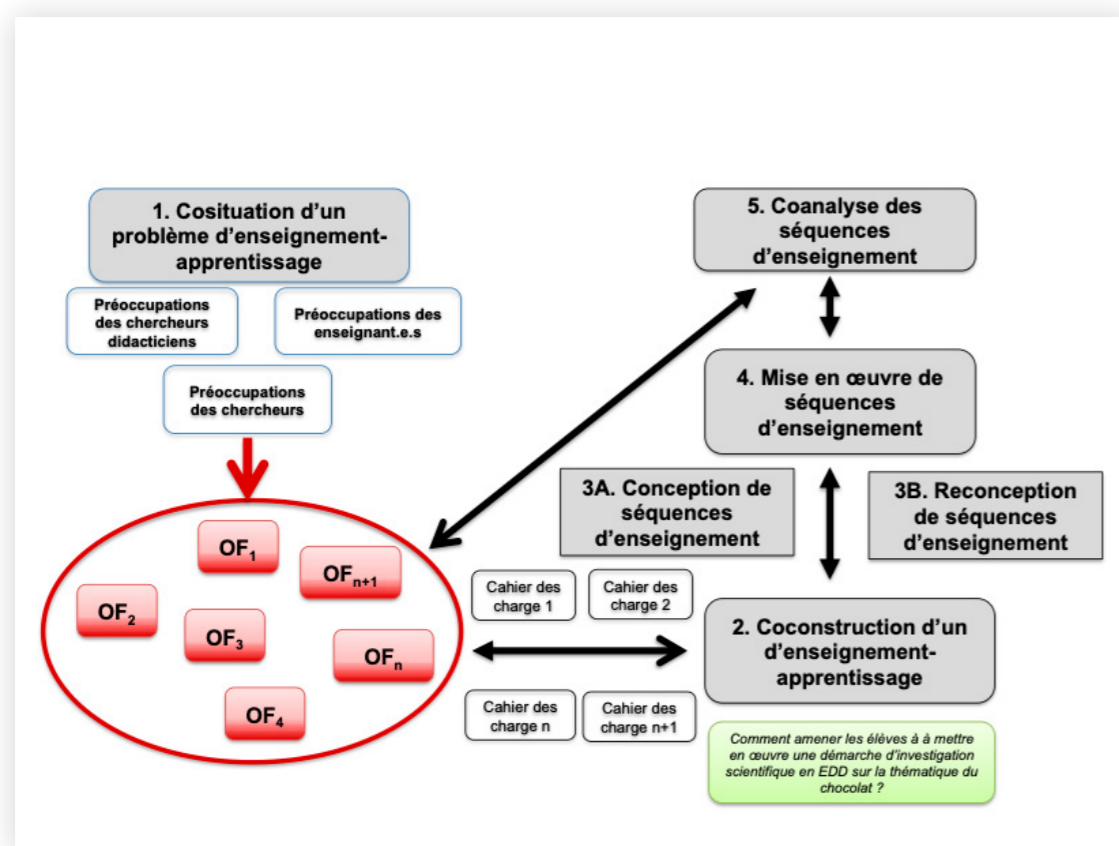 1. Cosituation d’un
problème d’enseignement-
apprentissage
Préoccupations
des chercheurs
didacticiens
Préoccupations des
enseignant.e.s
Préoccupations
des chercheurs
OF1
OFn+1
OF2
OF3
OFn
OF4
5. Coanalyse des
séquences
d’enseignement
4. Mise en œuvre de
séquences
d’enseignement
3A. Conception de
séquences
d’enseignement
3B. Reconception
de séquences
d’enseignement
Cahier des
charge 1
Cahier des
charge 2
Cahier des
charge n
Cahier des
charge n+1
2. Coconstruction d’un
d’enseignement-
apprentissage
Comment amener les élèves à à mettre
en œuvre une démarche d’investigation
scientifique en EDD sur la thématique du
chocolat ?